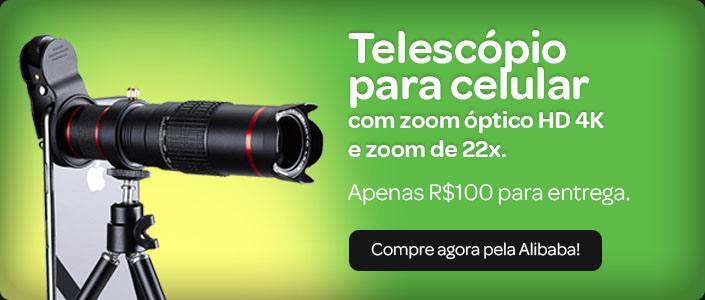 Telescópio
para celular
com zoom óptico HD 4K
e zoom de 22x.
Apenas R$100 para entrega.
Compre agora pela Alibaba!